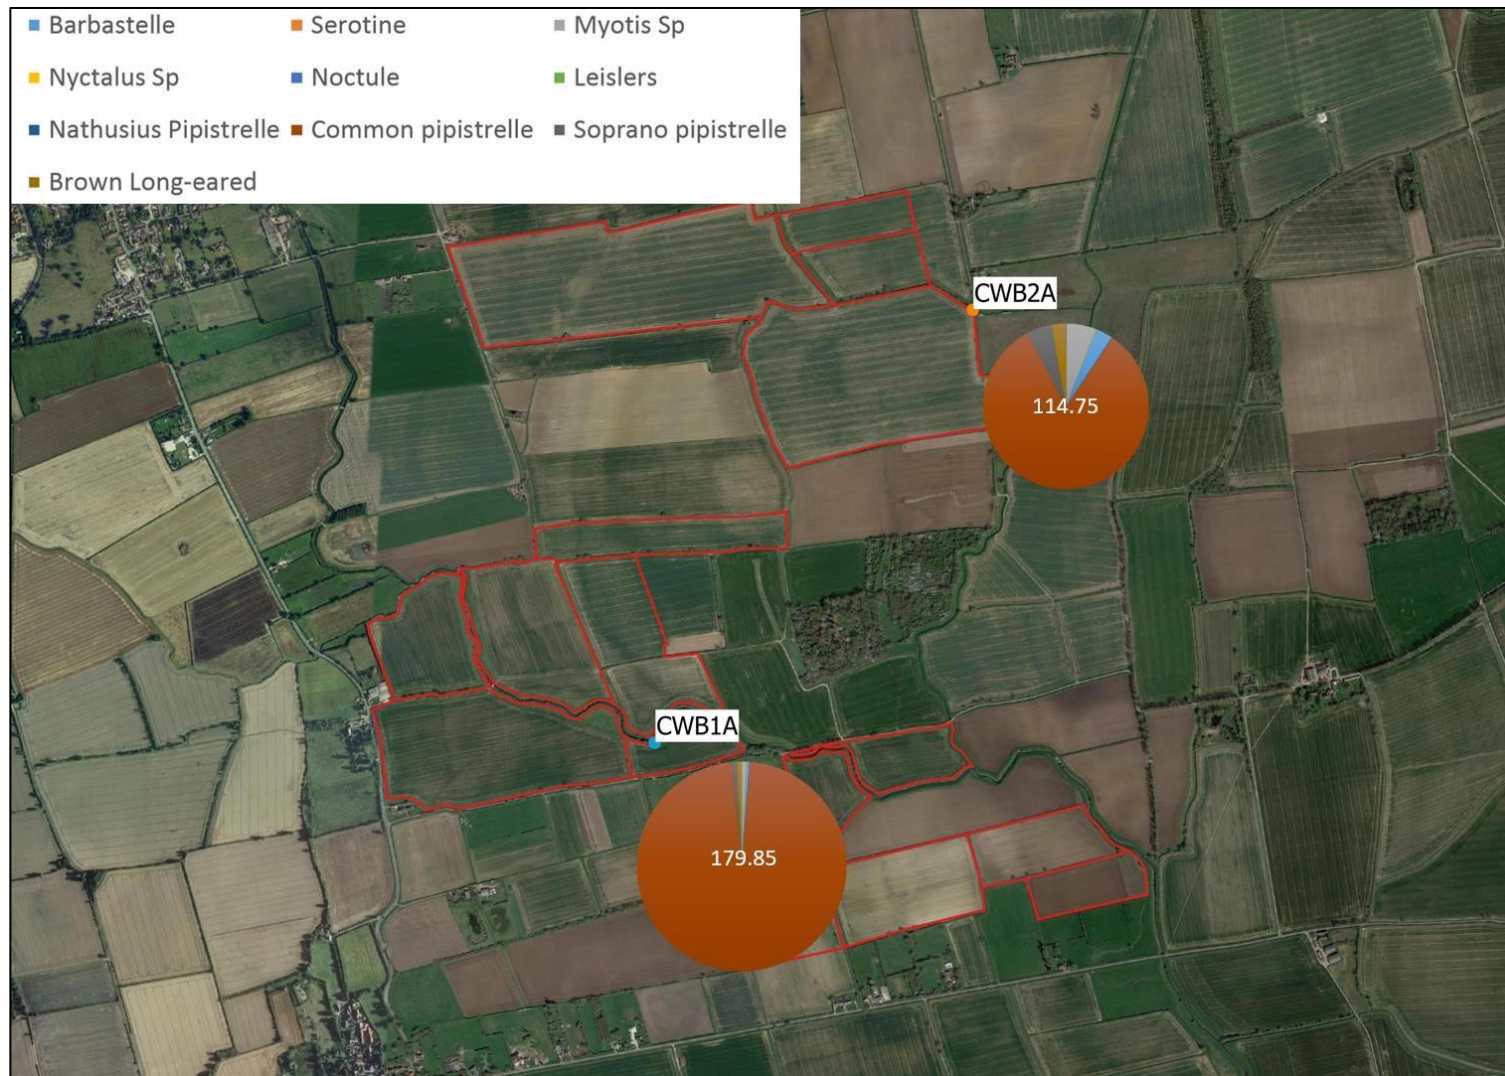 Barbastelle Serotine Myotis Sp
Nyctalus Sp Noctule Leislers
Nathusius Pipistrelle Common pipistrelle Soprano pipistrelle
Brown Long-eared
CWB2A
114.75
CWB1A
179.85